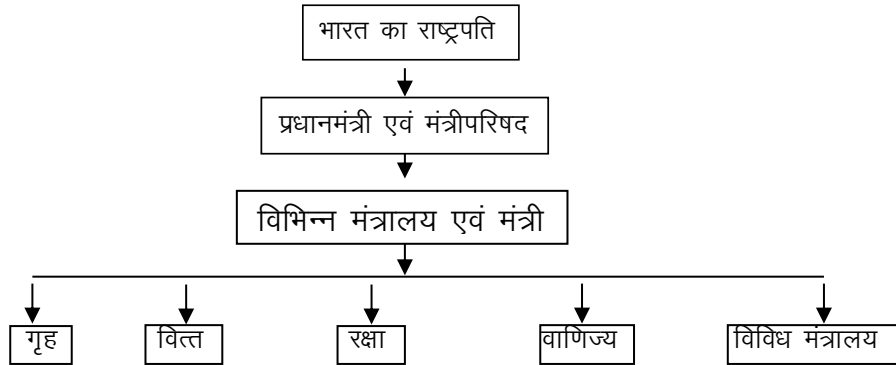 भारत का राष्ट्रपति
प्रधानमंत्री एवं मंत्रीपरिषद
विभिन्न मंत्रालय एवं मंत्री
गृह
वित्त
रक्षा
वाणिज्य
विविध मंत्रालय